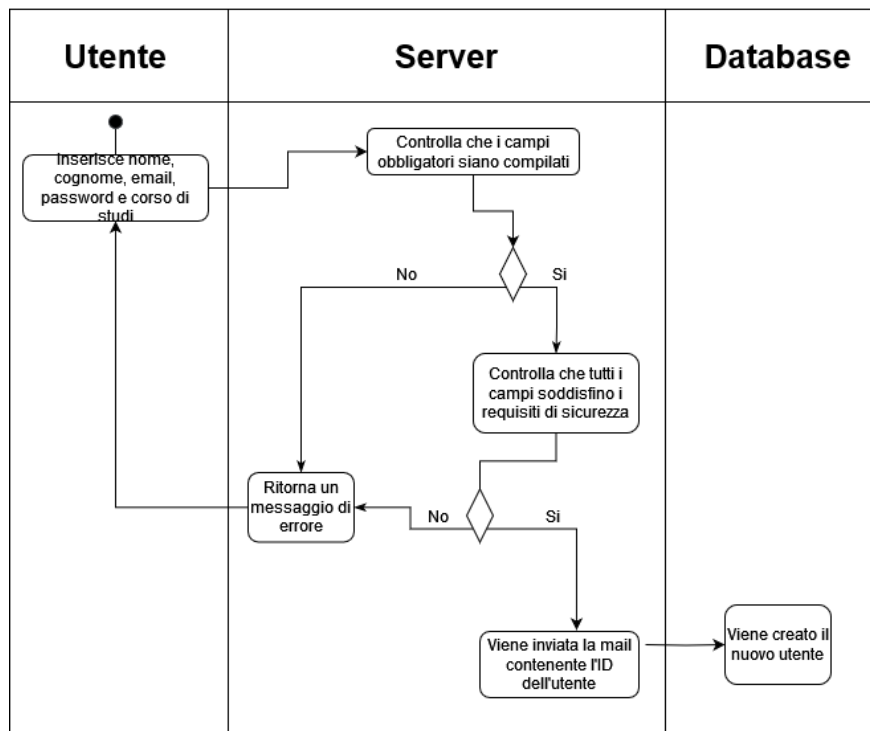 Utente
Server
Database
Inserisce nome,
cognome, email,
password e corso di
studi
Controlla che i campi
obbligatori siano compilati
No
Si
Controlla che tutti i
campi soddisfino i
requisiti di sicurezza
Ritorna un
messaggio di
errore
No
Si
Viene inviata la mail
contenente l'ID
dell'utente
Viene creato il
nuovo utente